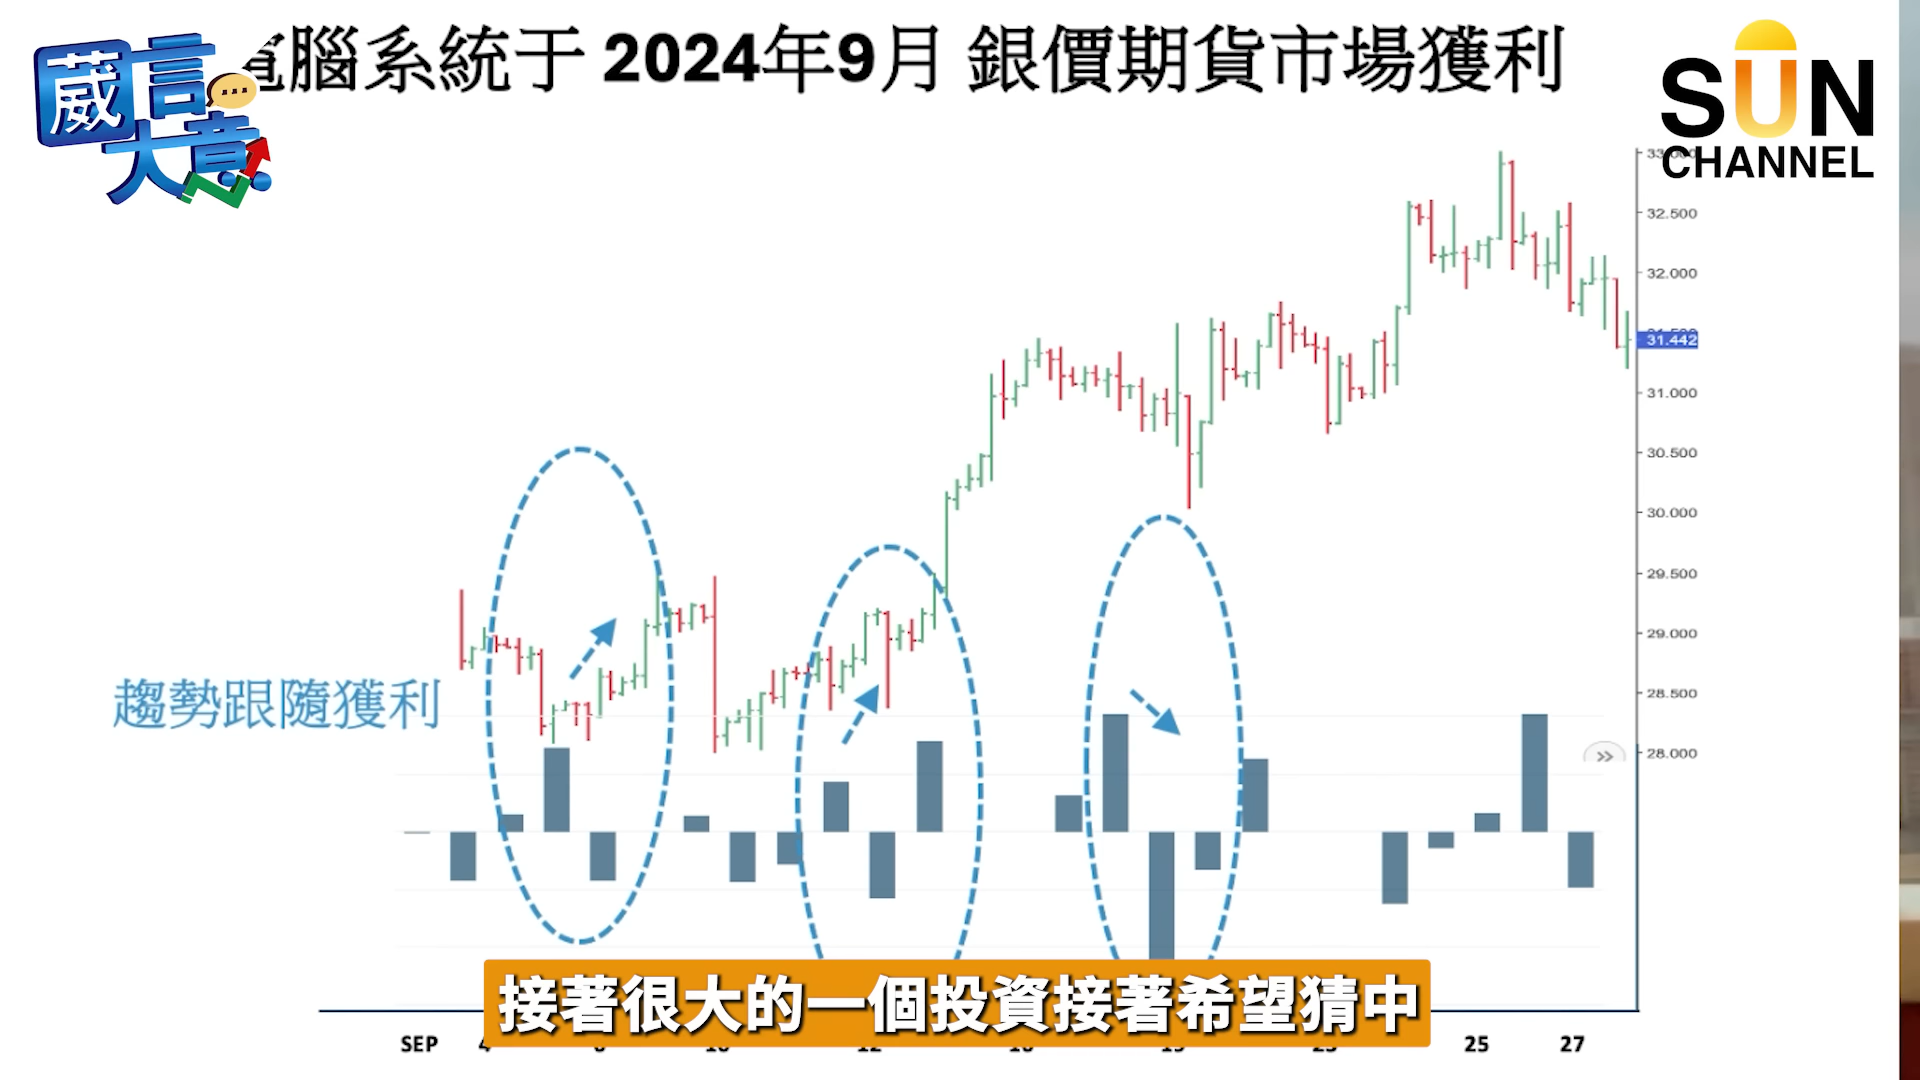 電腦系統于 2024年9月 銀價期貨市場獲利
葳言大意
SUN
CHANNEL
32.500
32.000
31.442
31.000
30.500
30.000
29.500
29.000
28.500
28.000
趨勢跟隨獲利
接著很大的一個投資接著希望猜中
SEP
25
27